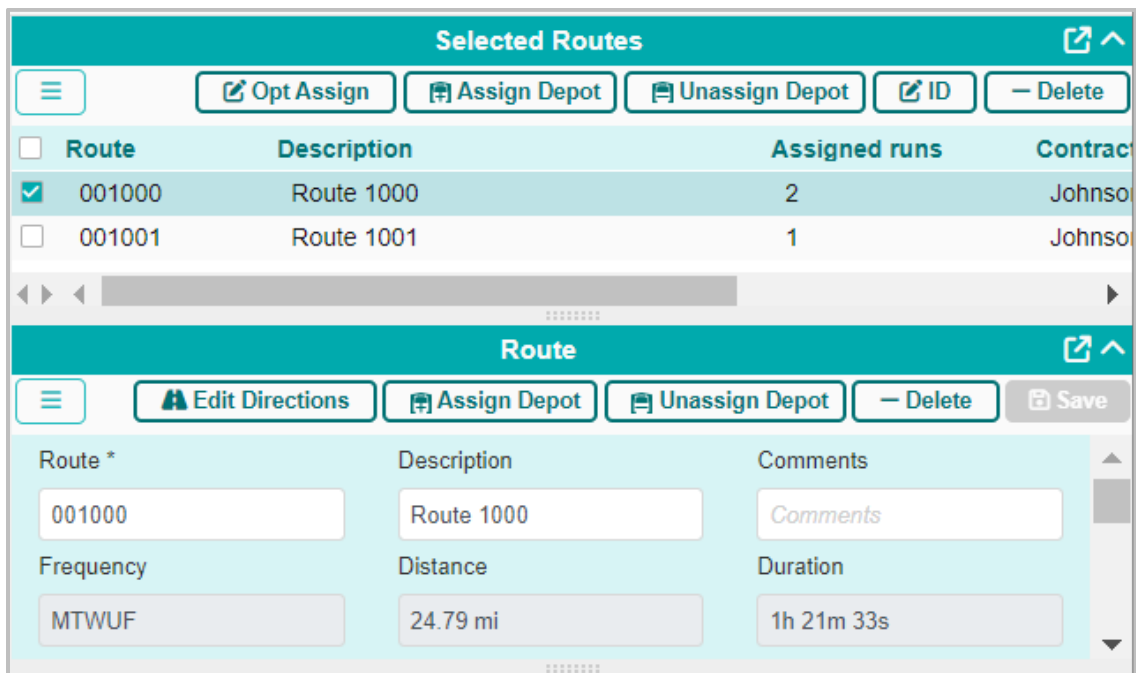 Selected Routes
Opt Assign Assign Depot Unassign Depot ID Delete
Route Description Assigned runs Contract
001000 Route 1000 2 Johnso
001001 Route 1001 1 Johnso
Route
Edit Directions Assign Depot Unassign Depot Delete Save
Route * Description Comments
001000 Route 1000 Comments
Frequency Distance Duration
MTWUF 24.79 mi 1h 21m 33s